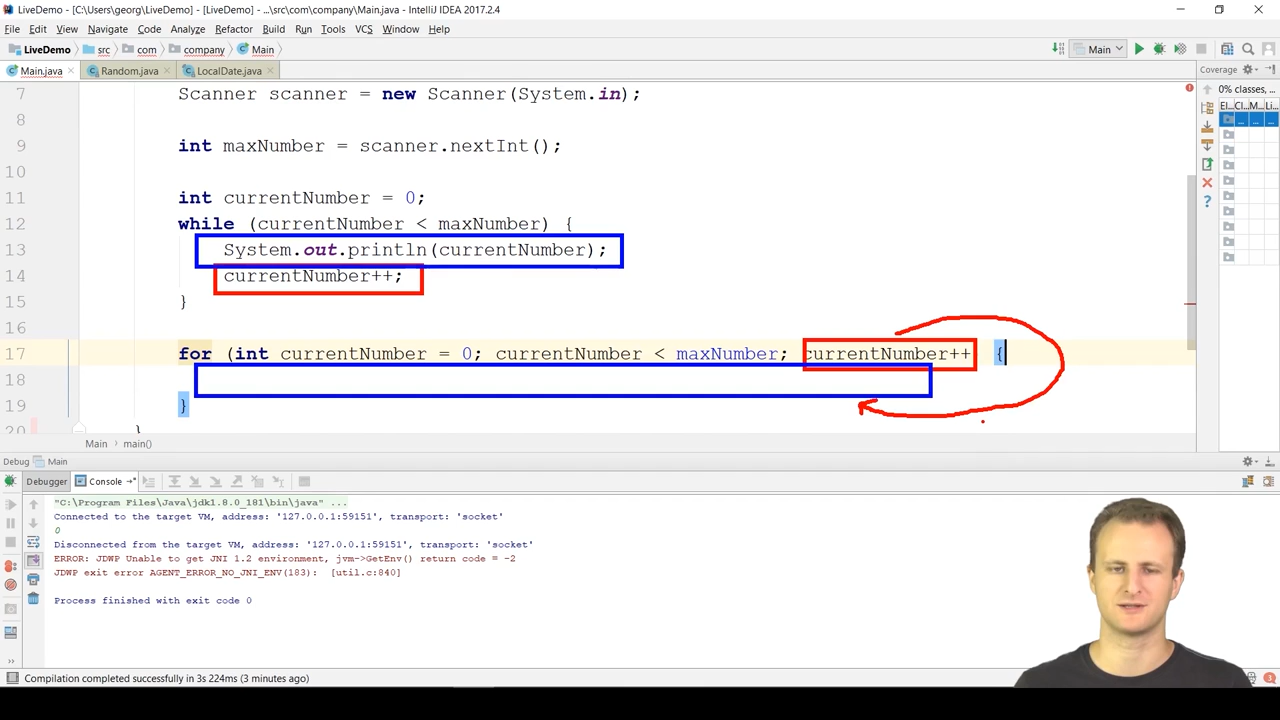 LiveDemo - [C:\Users\georg\LiveDemo] - [LiveDemo] - ...\src\com\company\Main.java - IntelliJ IDEA 2017.2.4
File Edit View Navigate Code Analyze Refactor Build Run Tools VCS Window Help
LiveDemo src com company Main Main
Main.java Random.java LocalDate.java Coverage
0% classes, ...
El... Cl... M... Li...
7 Scanner scanner = new Scanner(System.in);
8
9 int maxNumber = scanner.nextInt();
10
11 int currentNumber = 0;
12 while (currentNumber < maxNumber) {
13 System.out.println(currentNumber);
14 currentNumber++;
15 }
16
17 for (int currentNumber = 0; currentNumber < maxNumber; currentNumber++ {
18
19 }
20 }
Main main()
Debug Main
Debugger Console
"C:\Program Files\Java\jdk1.8.0_181\bin\java" ...
Connected to the target VM, address: '127.0.0.1:59151', transport: 'socket'
0
Disconnected from the target VM, address: '127.0.0.1:59151', transport: 'socket'
ERROR: JDWP Unable to get JNI 1.2 environment, jvm->GetEnv() return code = -2
JDWP exit error AGENT_ERROR_NO_JNI_ENV(183): [util.c:840]
Process finished with exit code 0
Compilation completed successfully in 3s 224ms (3 minutes ago)
3